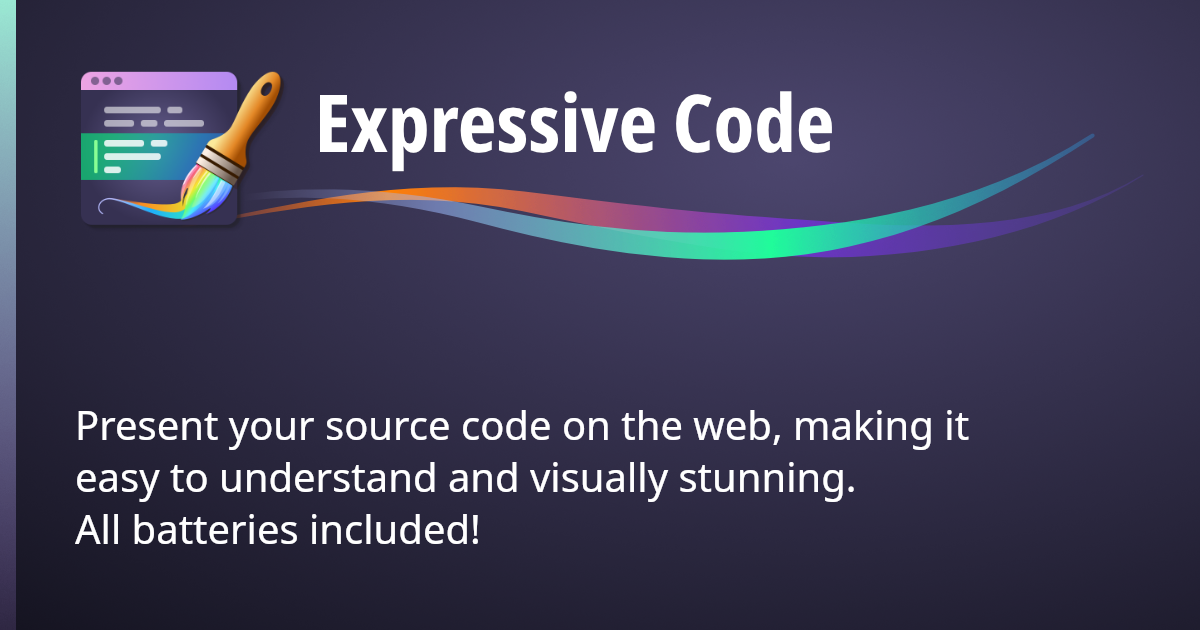 Expressive Code
Present your source code on the web, making it
easy to understand and visually stunning.
All batteries included!